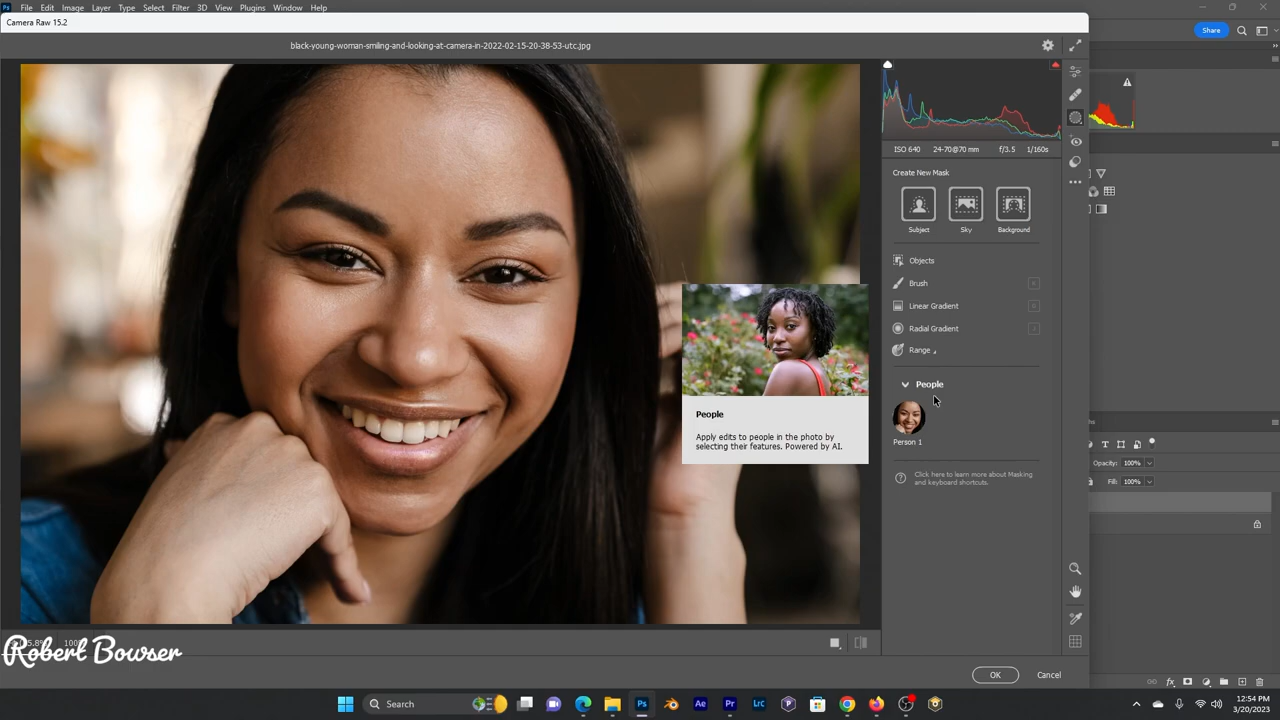 File Edit Image Layer Type Select Filter 3D View Plugins Window Help
Camera Raw 15.2
Share
black-young-woman-smiling-and-looking-at-camera-in-2022-02-15-20-38-53-utc.jpg
ISO 640 24-70@70 mm f/3.5 1/160s
Create New Mask
Subject Sky Background
Objects
Brush
Linear Gradient
Radial Gradient
Range
People
Person 1
People
Apply edits to people in the photo by
selecting their features. Powered by AI.
Click here to learn more about Masking
and keyboard shortcuts.
Opacity: 100%
Fill: 100%
Robert Bowser
OK Cancel
Search
Ps Ae Pr Lrc
12:54 PM
3/20/2023